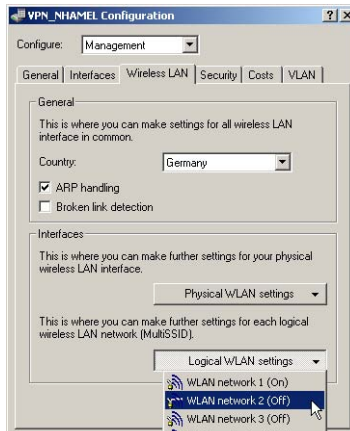 VPN_NHAMEL Configuration
Configure: Management
General Interfaces Wireless LAN Security Costs VLAN
General
This is where you can make settings for all wireless LAN
interface in common.
Country: Germany
ARP handling
Broken link detection
Interfaces
This is where you can make further settings for your physical
wireless LAN interface.
Physical WLAN settings
This is where you can make further settings for each logical
wireless LAN network (MultiSSID).
Logical WLAN settings
WLAN network 1 (On)
WLAN network 2 (Off)
WLAN network 3 (Off)